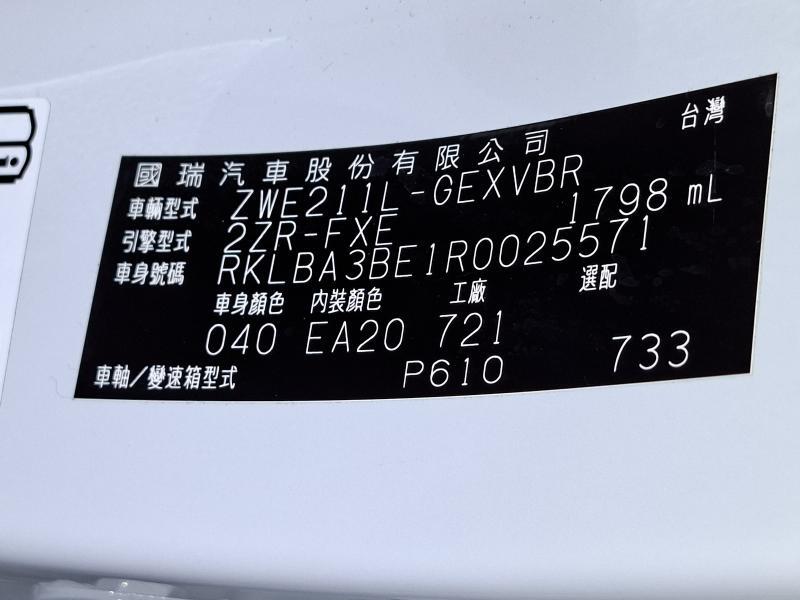 台灣
國瑞汽車股份有限公司
車輛型式 ZWE211L-GEXVBR
引擎型式 2ZR-FXE 1798 mL
車身號碼 RKLBA3BE1R0025571
車身顏色 內裝顏色 工廠 選配
040 EA20 721 733
車軸/變速箱型式 P610